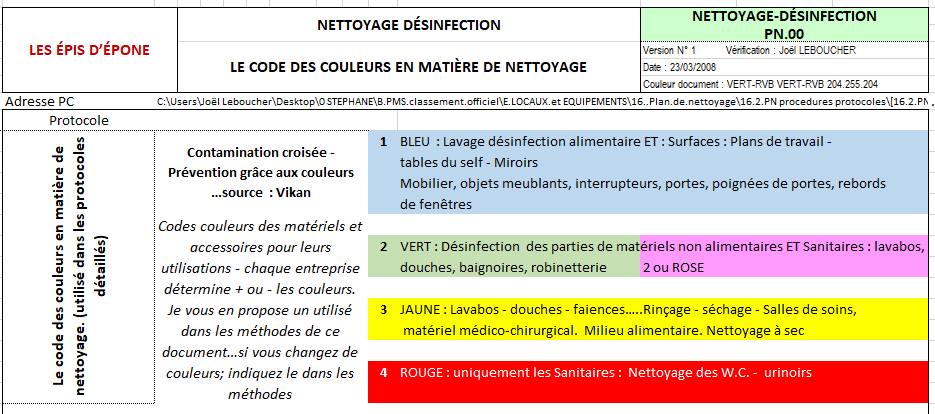 LES ÉPIS D'ÉPONE
NETTOYAGE DÉSINFECTION
LE CODE DES COULEURS EN MATIÈRE DE NETTOYAGE
NETTOYAGE-DÉSINFECTION
PN.00
Version N° 1 Vérification : Joël LEBOUCHER
Date : 23/03/2008
Couleur document : VERT-RVB VERT-RVB 204.255.204
Adresse PC C:\Users\Joël Leboucher\Desktop\0 STEPHANE\B.PMS.classement.officiel\E.LOCAUX.et EQUIPEMENTS\16..Plan.de.nettoyage\16.2.PN procedures protocoles\[16.2.PN.
Protocole
Le code des couleurs en matière de
nettoyage. (utilisé dans les protocoles
détaillés)
Contamination croisée -
Prévention grâce aux couleurs
...source : Vikan
Codes couleurs des matériels et
accessoires pour leurs
utilisations - chaque entreprise
détermine + ou - les couleurs.
Je vous en propose un utilisé
dans les méthodes de ce
document...si vous changez de
couleurs; indiquez le dans les
méthodes
1 BLEU : Lavage désinfection alimentaire ET : Surfaces : Plans de travail -
tables du self - Miroirs
Mobilier, objets meublants, interrupteurs, portes, poignées de portes, rebords
de fenêtres
2 VERT : Désinfection des parties de matériels non alimentaires ET Sanitaires : lavabos,
douches, baignoires, robinetterie 2 ou ROSE
3 JAUNE : Lavabos - douches - faiences.....Rinçage - séchage - Salles de soins,
matériel médico-chirurgical. Milieu alimentaire. Nettoyage à sec
4 ROUGE : uniquement les Sanitaires : Nettoyage des W.C. - urinoirs